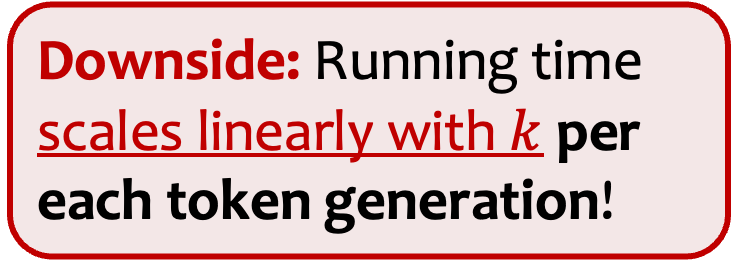 Downside: Running time
scales linearly with k per
each token generation!